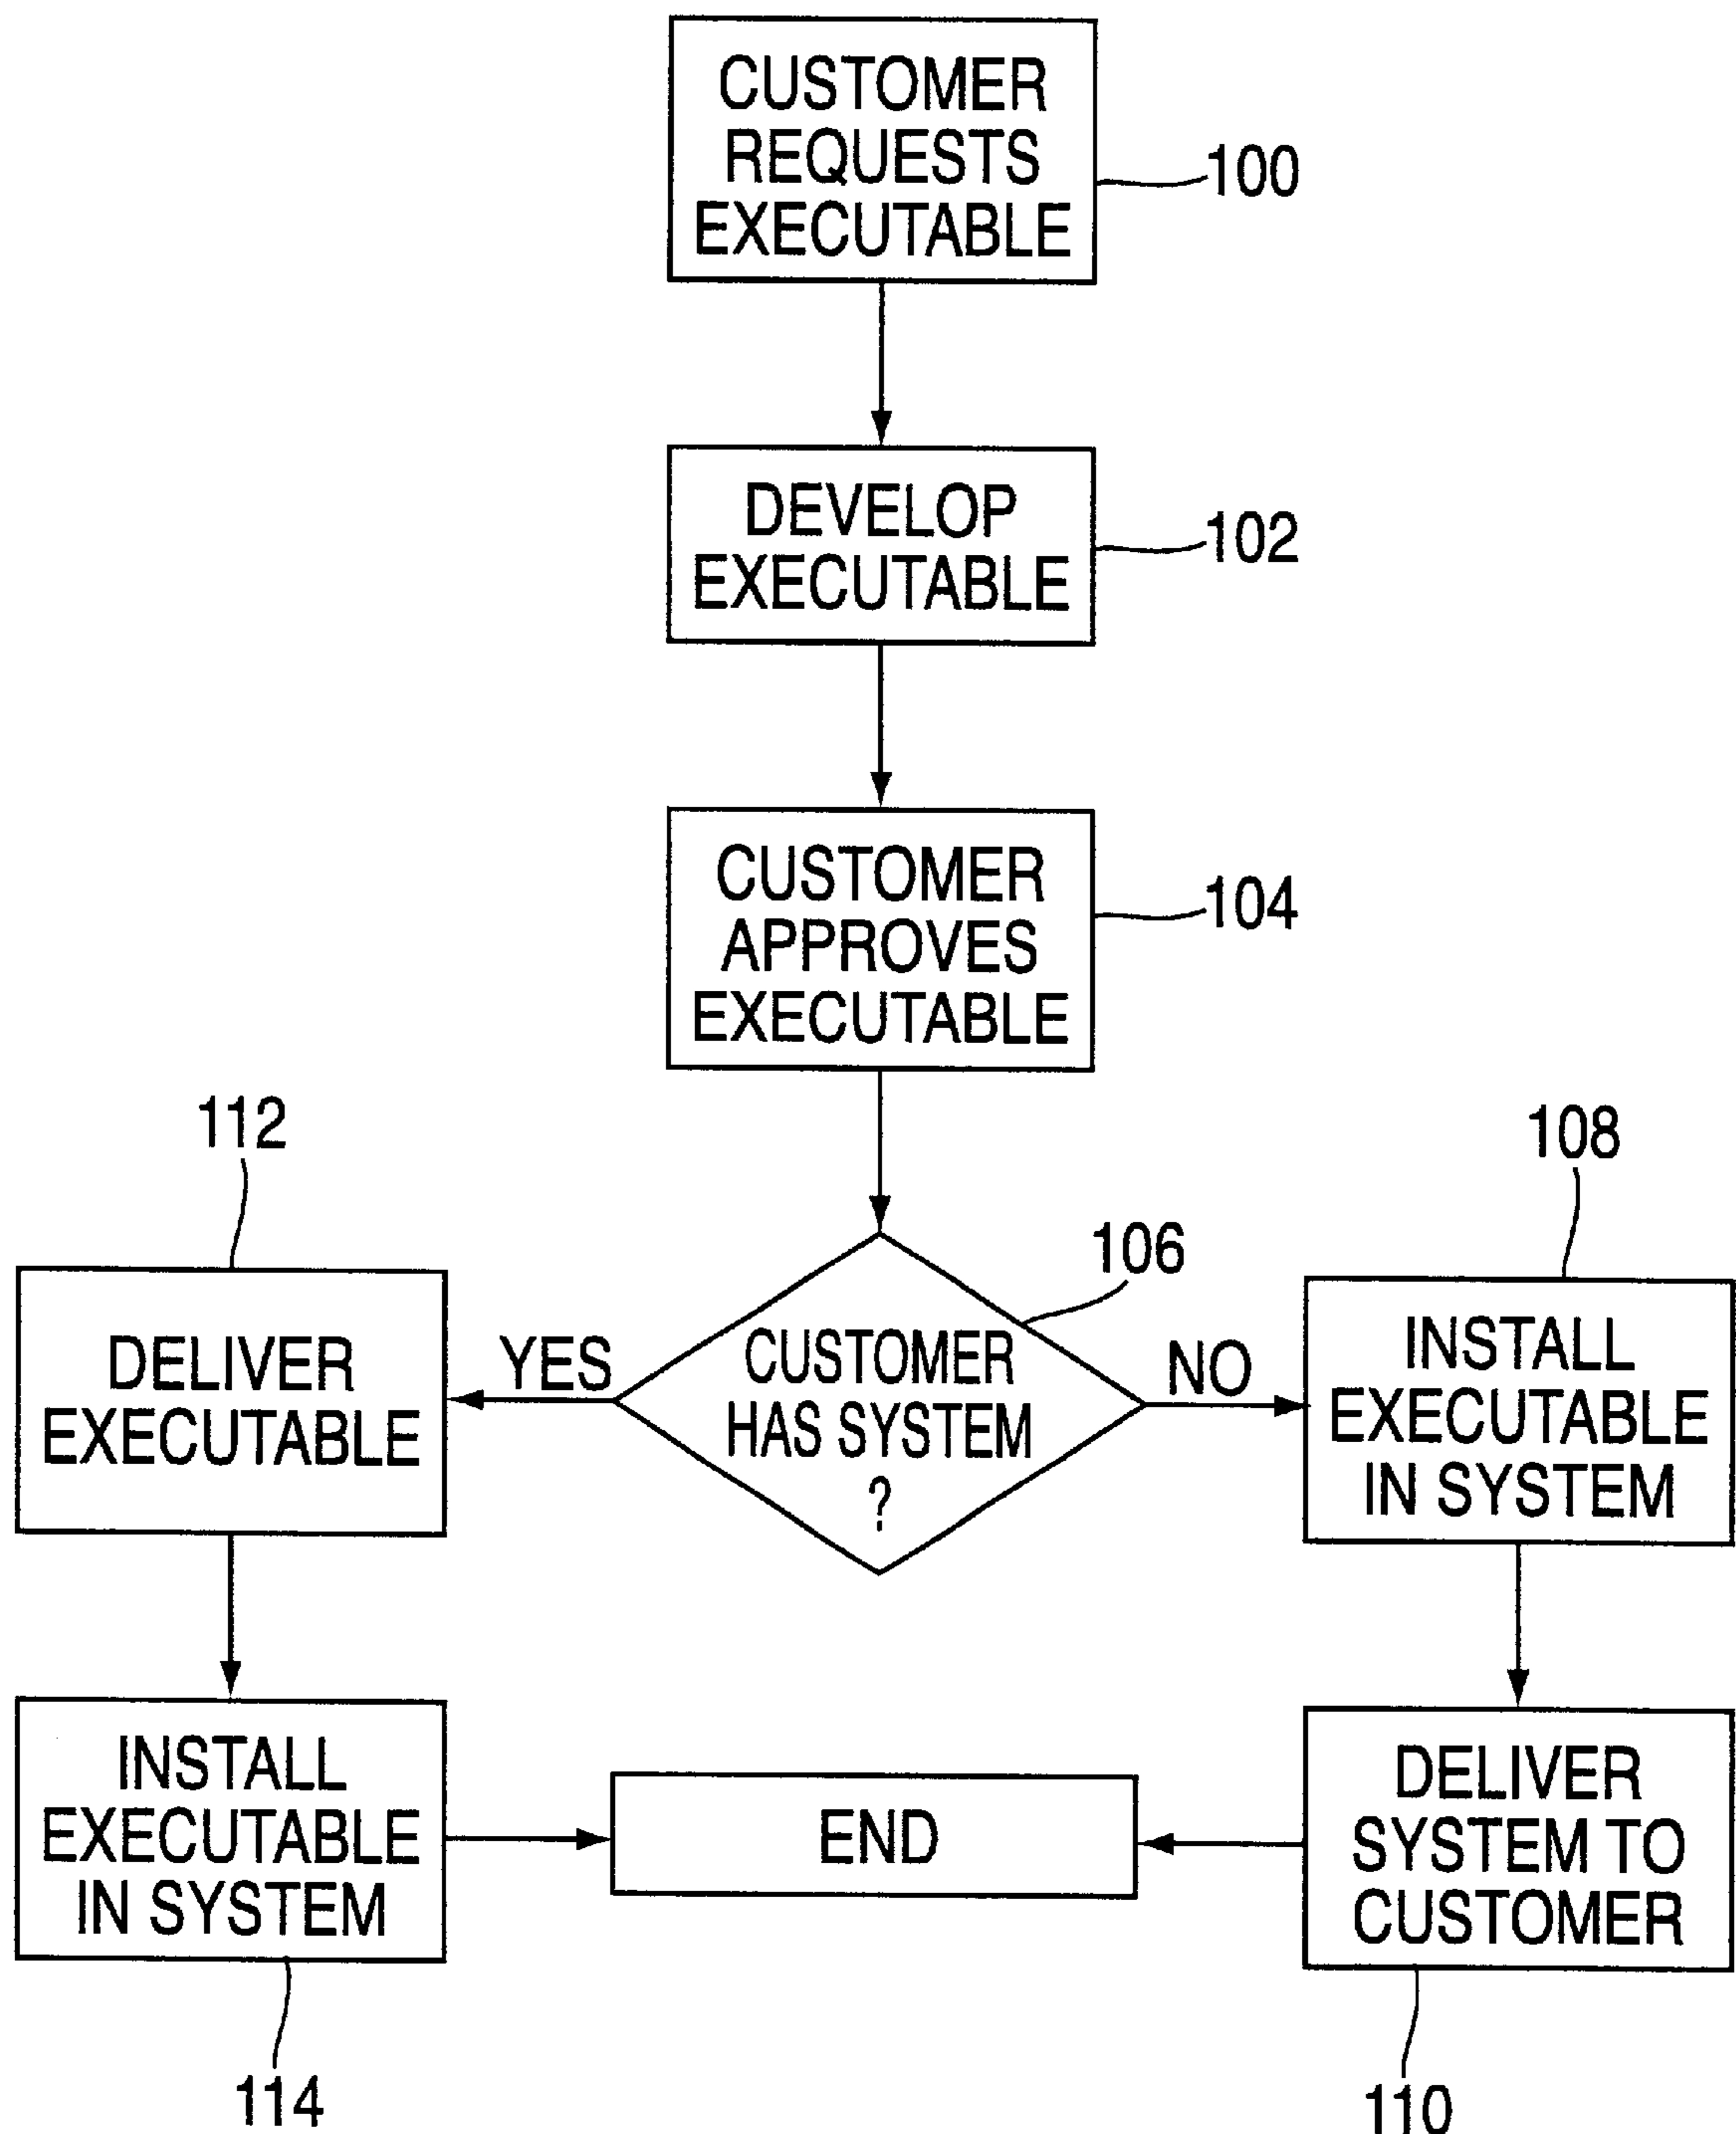 CUSTOMER
REQUESTS
EXECUTABLE
100
DEVELOP
EXECUTABLE
102
CUSTOMER
APPROVES
EXECUTABLE
104
CUSTOMER
HAS SYSTEM
?
106
YES
NO
112
DELIVER
EXECUTABLE
108
INSTALL
EXECUTABLE
IN SYSTEM
INSTALL
EXECUTABLE
IN SYSTEM
114
END
DELIVER
SYSTEM TO
CUSTOMER
110